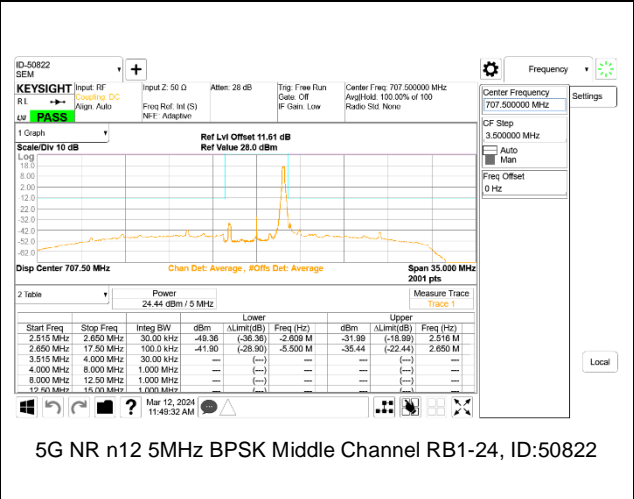 ID-50822
SEM
Frequency
KEYSIGHT
Input: RF
Coupling: DC
Align: Auto
Input Z: 50 Ω
Freq Ref: Int (S)
NFE: Adaptive
Atten: 28 dB
Trig: Free Run
Gate: Off
IF Gain: Low
Center Freq: 707.500000 MHz
Avg|Hold: 100.00% of 100
Radio Std: None
PASS
Center Frequency
707.500000 MHz
Settings
CF Step
3.500000 MHz
Auto
Man
Freq Offset
0 Hz
1 Graph
Scale/Div 10 dB
Ref Lvl Offset 11.61 dB
Ref Value 28.0 dBm
Log
18.0
8.00
2.00
-12.0
-22.0
-32.0
-42.0
-52.0
-62.0
Disp Center 707.50 MHz
Chan Det: Average, #Offs Det: Average
Span 35.000 MHz
2001 pts
2 Table
Power
24.44 dBm / 5 MHz
Measure Trace
Trace 1
Lower Upper
Start Freq Stop Freq Integ BW dBm ΔLimit(dB) Freq (Hz) dBm ΔLimit(dB) Freq (Hz)
2.515 MHz 2.650 MHz 30.00 kHz -49.36 (-36.36) -2.609 M -31.99 (-18.99) 2.516 M
2.650 MHz 17.50 MHz 100.0 kHz -41.90 (-28.90) -5.500 M -35.44 (-22.44) 2.650 M
3.515 MHz 4.000 MHz 30.00 kHz --- (---) --- --- (---) ---
4.000 MHz 8.000 MHz 1.000 MHz --- (---) --- --- (---) ---
8.000 MHz 12.50 MHz 1.000 MHz --- (---) --- --- (---) ---
12.50 MHz 15.00 MHz 1.000 MHz --- (---) --- --- (---) ---
Local
Mar 12, 2024
11:49:32 AM
5G NR n12 5MHz BPSK Middle Channel RB1-24, ID:50822